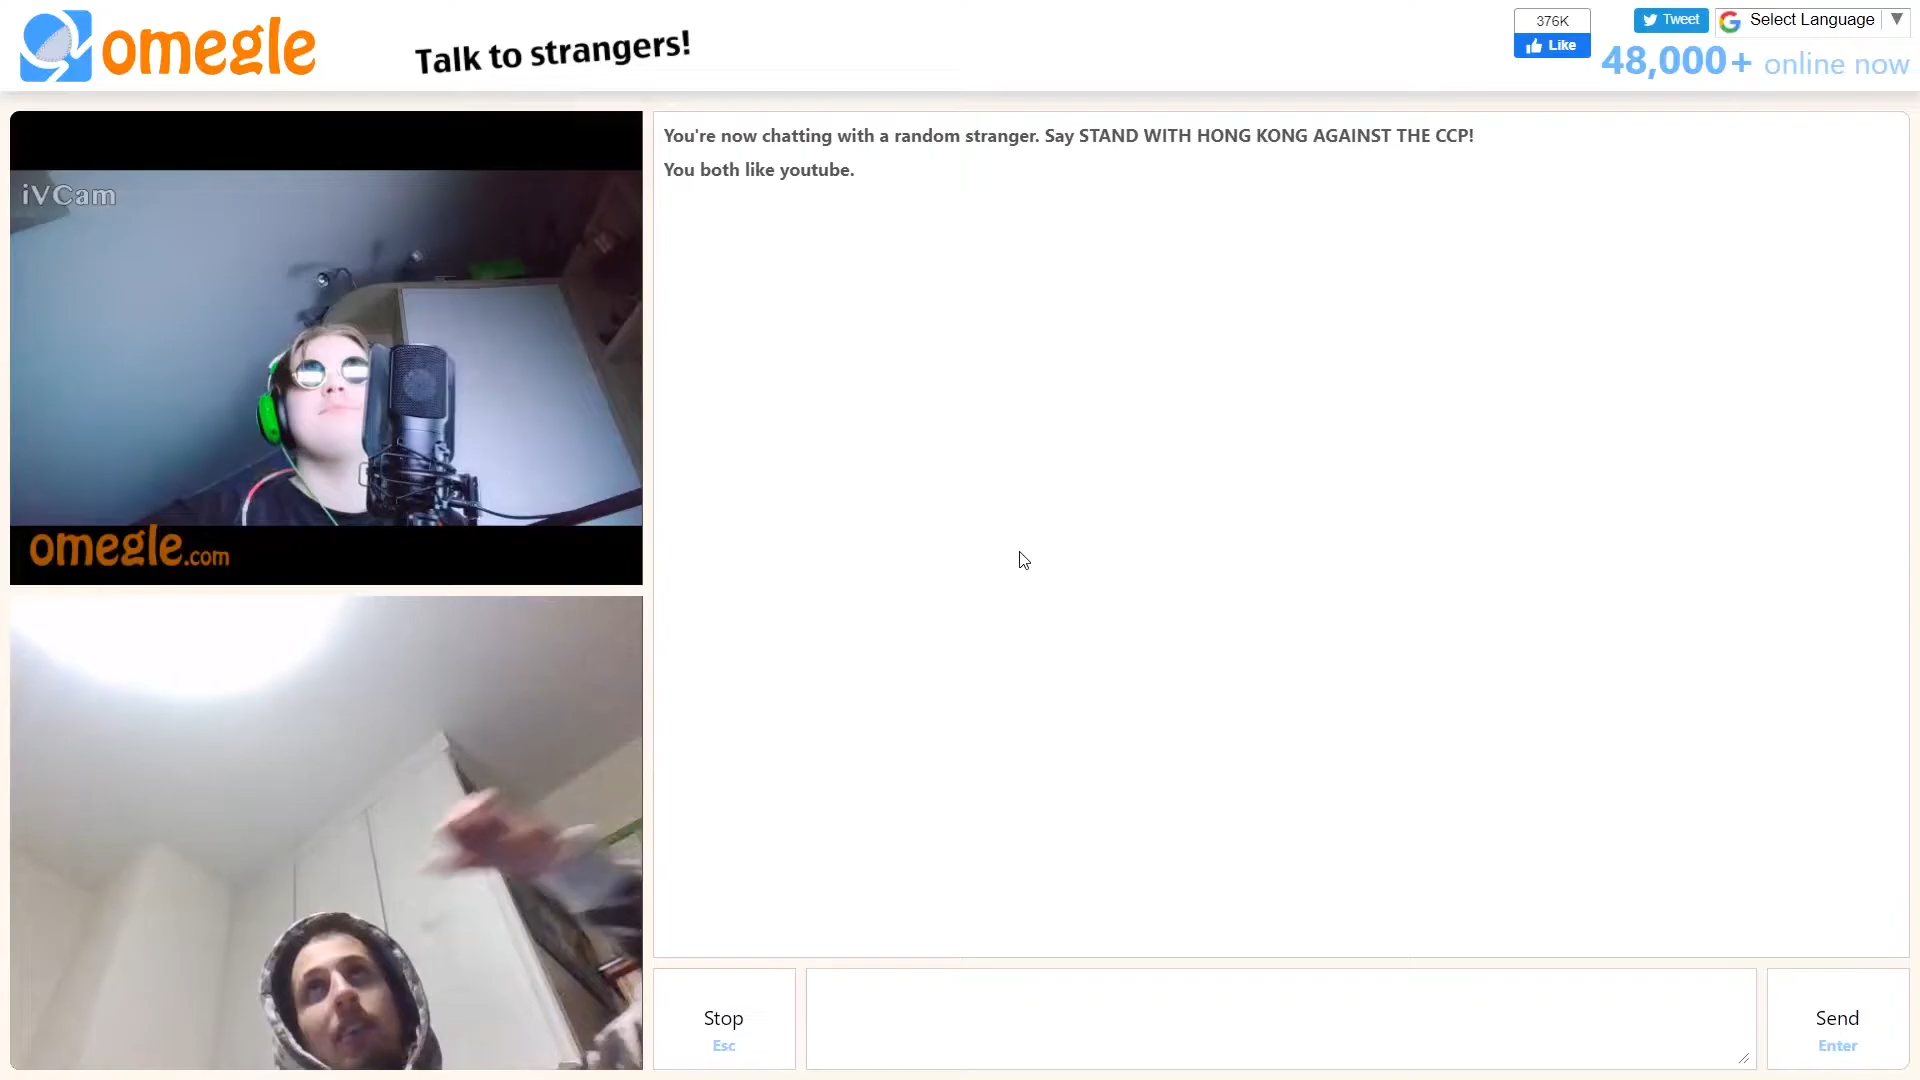 omegle
Talk to strangers!
376K
Like
Tweet
Select Language
48,000+ online now
iVCam
omegle.com
You're now chatting with a random stranger. Say STAND WITH HONG KONG AGAINST THE CCP!
You both like youtube.
Stop
Esc
Send
Enter